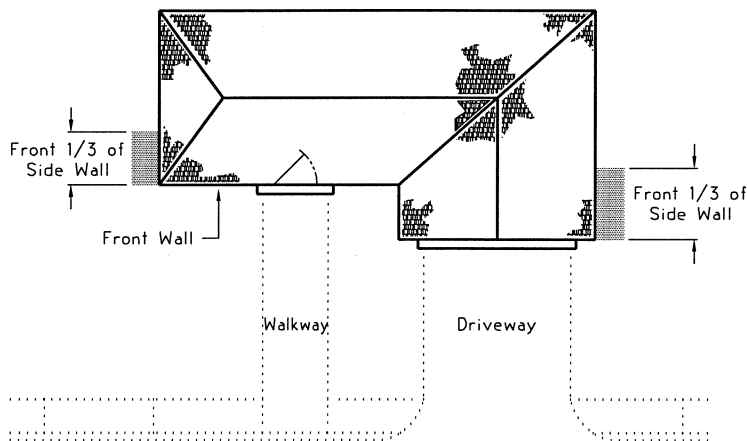 Front 1/3 of
Side Wall
Front 1/3 of
Side Wall
Front Wall
Walkway
Driveway